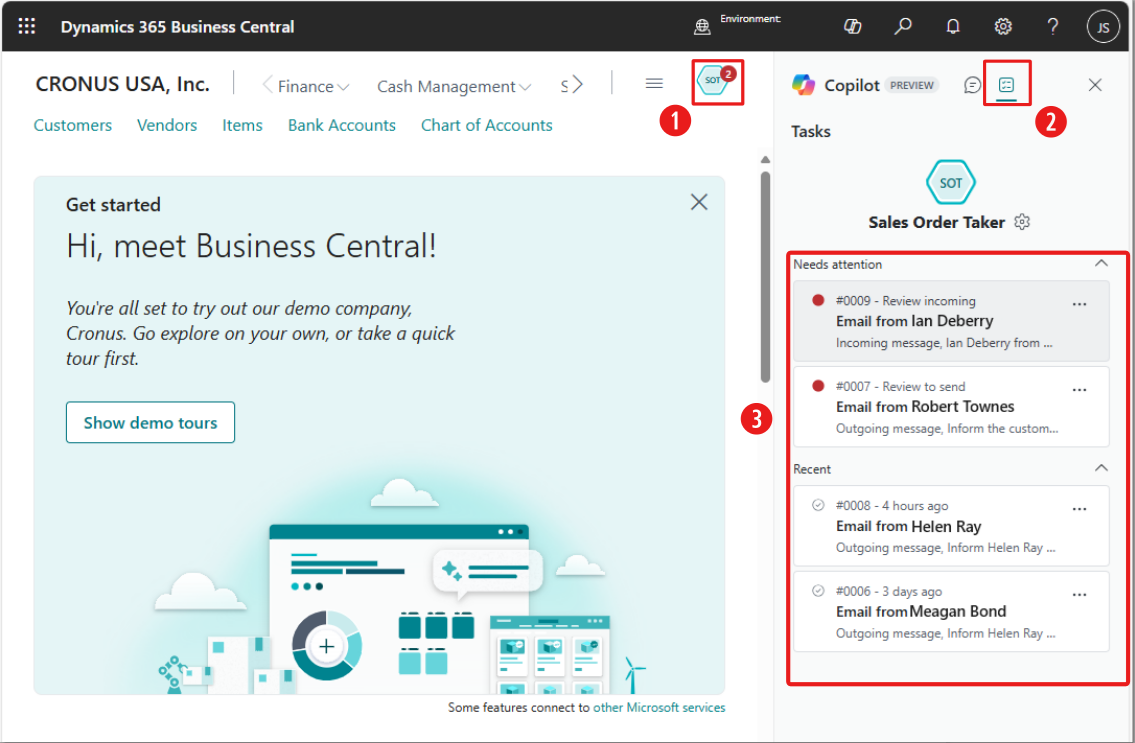 Dynamics 365 Business Central
Environment:
?
JS
CRONUS USA, Inc.
Finance
Cash Management
S
SOT
2
1
Customers
Vendors
Items
Bank Accounts
Chart of Accounts
Get started
Hi, meet Business Central!
You're all set to try out our demo company,
Cronus. Go explore on your own, or take a quick
tour first.
Show demo tours
Some features connect to other Microsoft services
Copilot PREVIEW
2
Tasks
SOT
Sales Order Taker
3
Needs attention
#0009 - Review incoming
...
Email from Ian Deberry
Incoming message, Ian Deberry from ...
#0007 - Review to send
...
Email from Robert Townes
Outgoing message, Inform the custom...
Recent
#0008 - 4 hours ago
...
Email from Helen Ray
Outgoing message, Inform Helen Ray ...
#0006 - 3 days ago
...
Email from Meagan Bond
Outgoing message, Inform Helen Ray ...